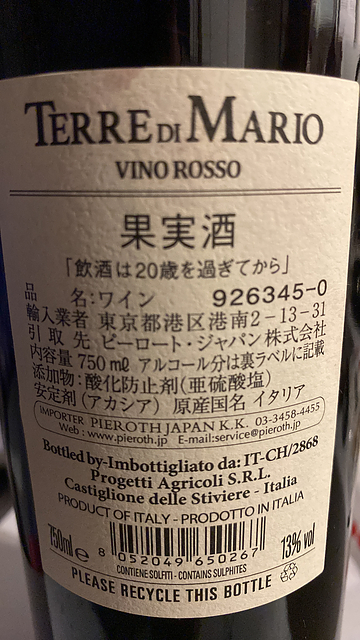 TERRE DI MARIO
VINO ROSSO
果実酒
「飲酒は20歳を過ぎてから」
品 名:ワイン 926345-0
輸入業者 東京都港区港南2-13-31
引 取 先 ピーロート・ジャパン株式会社
内容量 750㎖ アルコール分は裏ラベルに記載
添加物:酸化防止剤(亜硫酸塩)
安定剤(アカシア) 原産国名 イタリア
IMPORTER PIEROTH JAPAN K.K. 03-3458-4455
Web: www.pieroth.jp E-mail:service@pieroth.jp
Bottled by-Imbottigliato da: IT-CH/2868
Progetti Agricoli S.R.L.
Castiglione delle Stiviere - Italia
PRODUCT OF ITALY - PRODOTTO IN ITALIA
750ml e 8 052049 650267 13% vol
CONTIENE SOLFITI - CONTAINS SULPHITES
PLEASE RECYCLE THIS BOTTLE